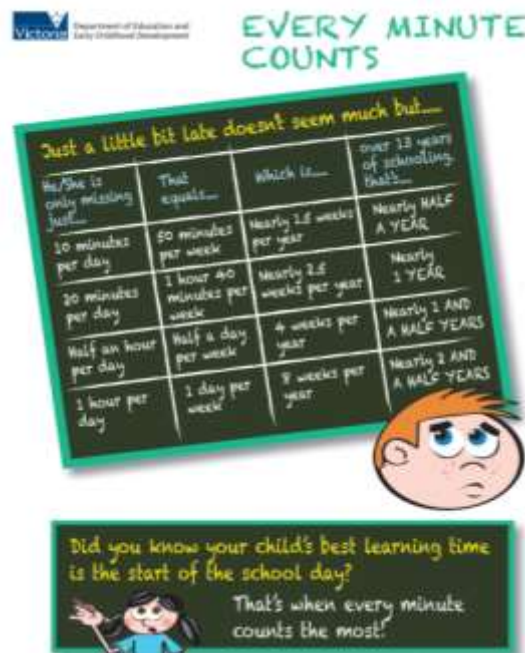 Victoria
Department of Education and
Early Childhood Development
EVERY MINUTE
COUNTS
Just a little bit late doesn't seem much but.....
He/She is
only missing
just.....
That
equals.....
Which is.....
over 13 years
of schooling,
that's.....
10 minutes
per day
50 minutes
per week
Nearly 1.5 weeks
per year
Nearly HALF
A YEAR
20 minutes
per day
1 hour 40
minutes per
week
Nearly 2.5
weeks per year
Nearly
1 YEAR
Half an hour
per day
Half a day
per week
4 weeks per
year
Nearly 1 AND
A HALF YEARS
1 hour per
day
1 day per
week
8 weeks per
year
Nearly 2 AND
A HALF YEARS
Did you know your child's best learning time
is the start of the school day?
That's when every minute
counts the most!